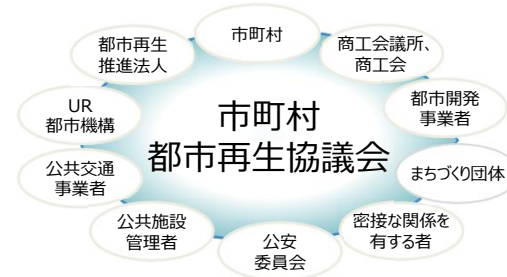 市町村
商工会議所、
商工会
都市開発
事業者
まちづくり団体
密接な関係を
有する者
公安
委員会
公共施設
管理者
公共交通
事業者
UR
都市機構
都市再生
推進法人
市町村
都市再生協議会